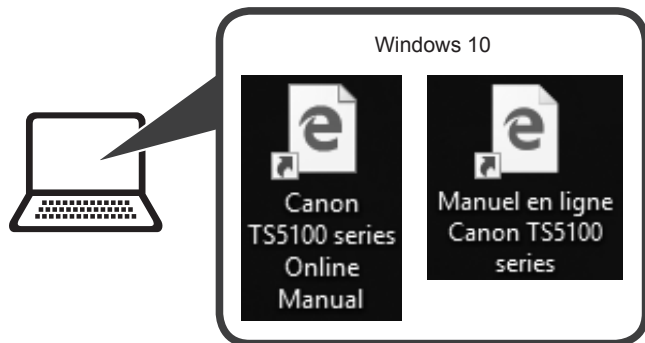 Windows 10
Canon
TS5100 series
Online
Manual
Manuel en ligne
Canon TS5100
series